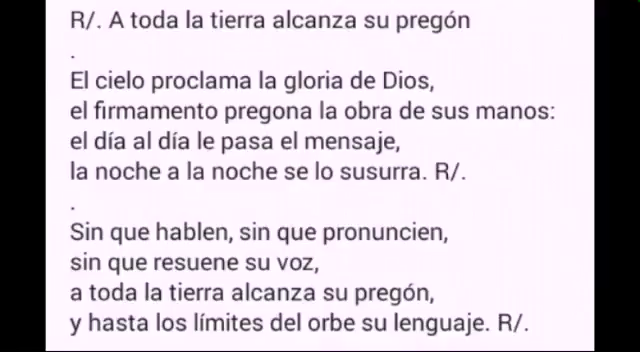 R/. A toda la tierra alcanza su pregón
.
El cielo proclama la gloria de Dios,
el firmamento pregona la obra de sus manos:
el día al día le pasa el mensaje,
la noche a la noche se lo susurra. R/.
.
Sin que hablen, sin que pronuncien,
sin que resuene su voz,
a toda la tierra alcanza su pregón,
y hasta los límites del orbe su lenguaje. R/.